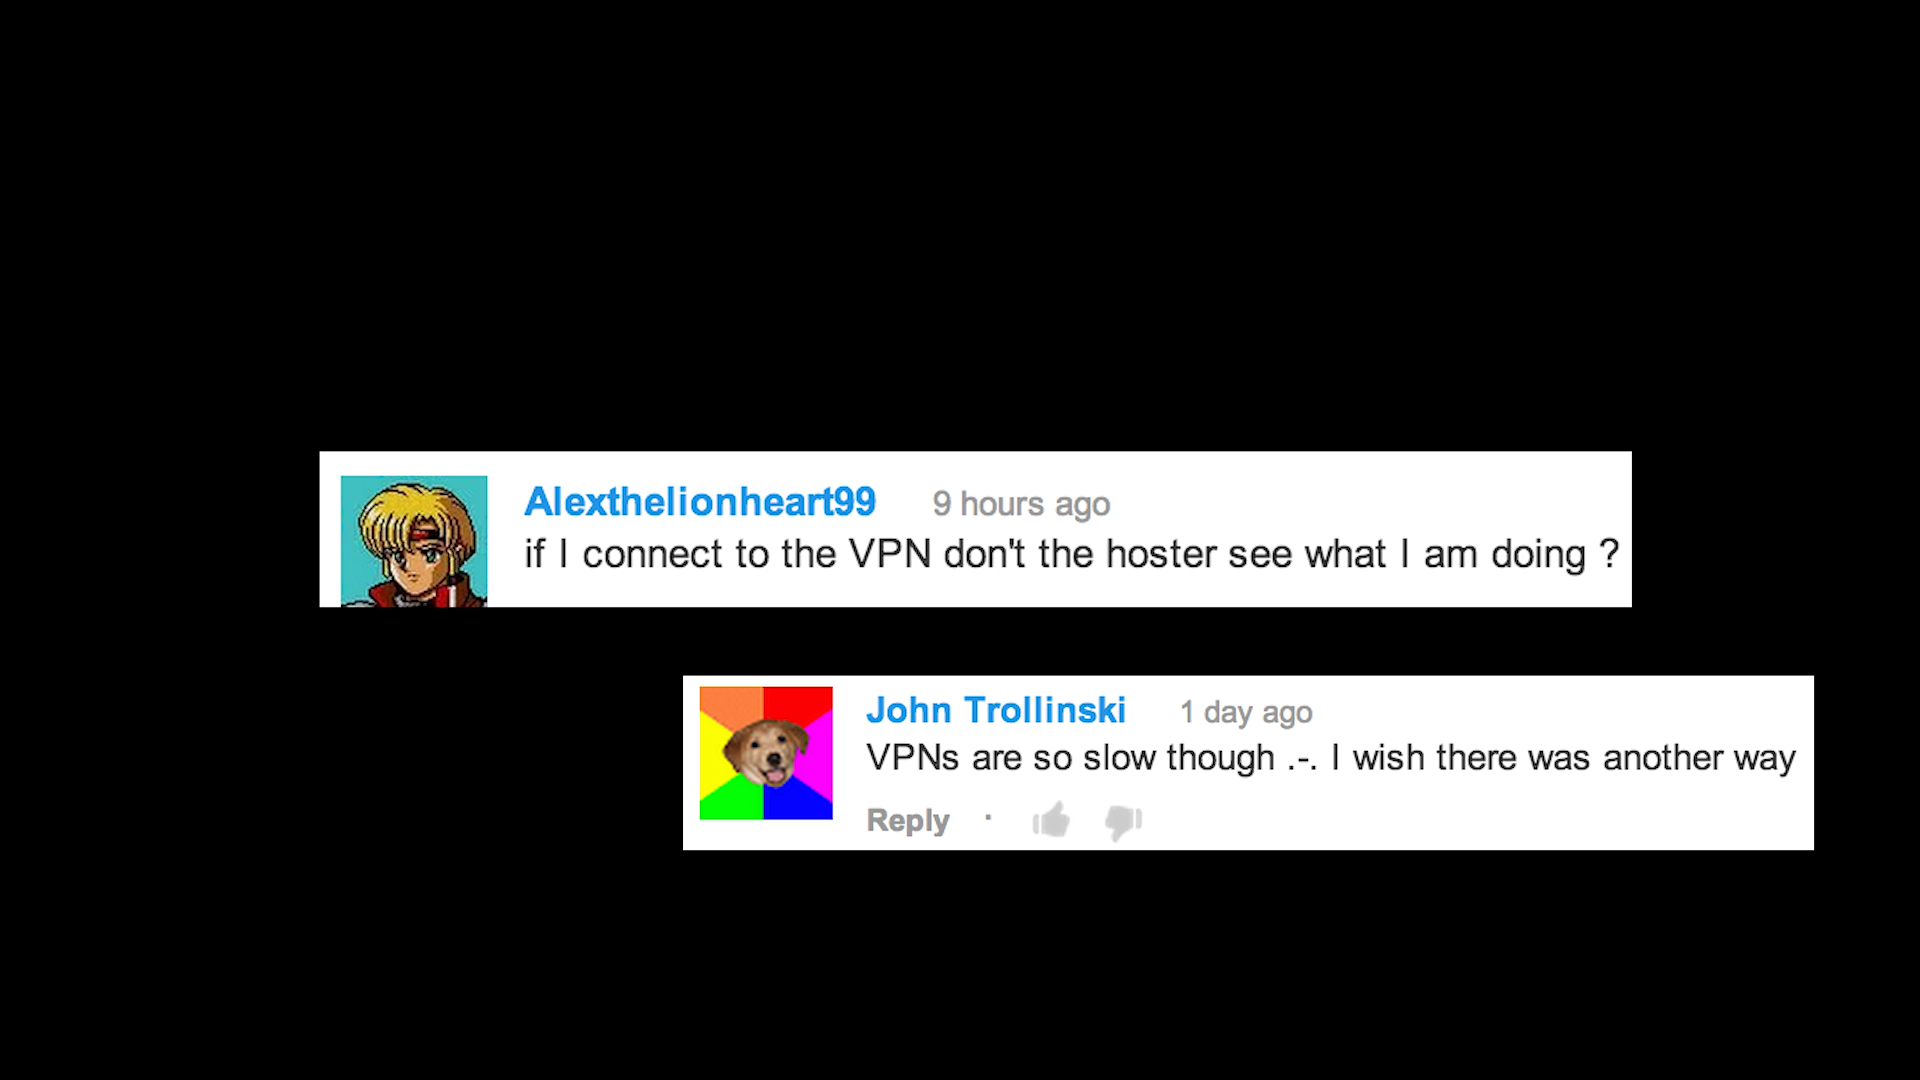 Alexthelionheart99 9 hours ago
if I connect to the VPN don't the hoster see what I am doing ?
John Trollinski 1 day ago
VPNs are so slow though .-. I wish there was another way
Reply ·